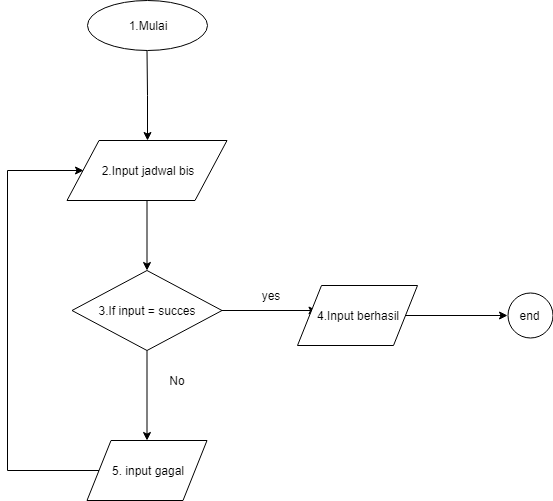 1.Mulai
2.Input jadwal bis
3.If input = succes
yes
4.Input berhasil
end
No
5. input gagal